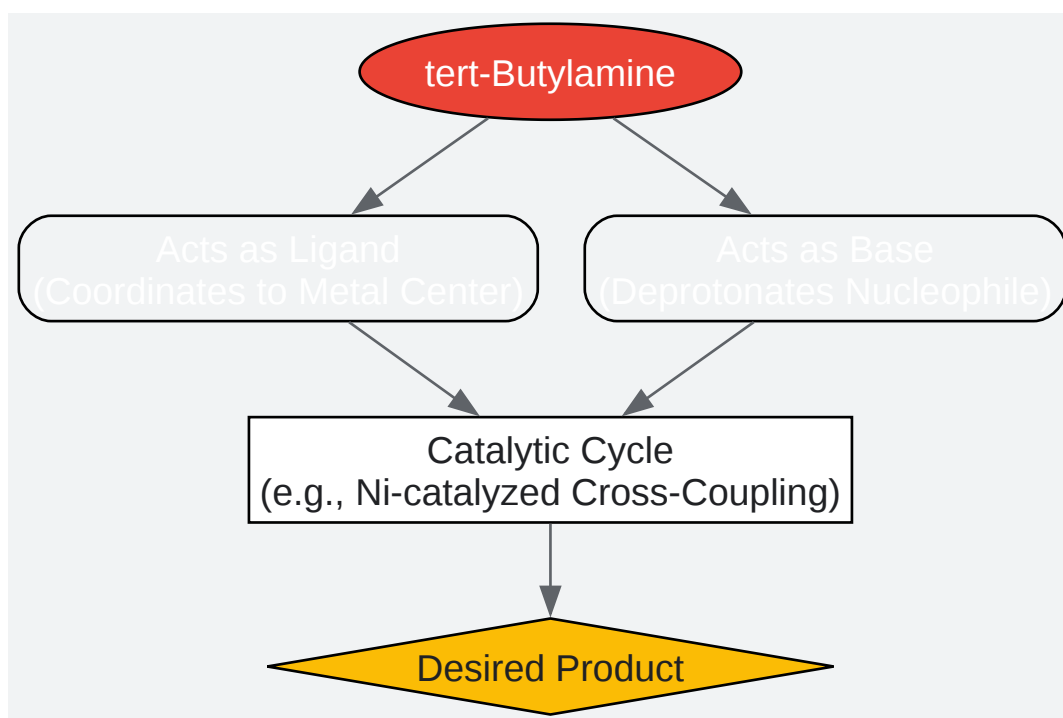 tert-Butylamine
Acts as Ligand
(Coordinates to Metal Center)
Acts as Base
(Deprotonates Nucleophile)
Catalytic Cycle
(e.g., Ni-catalyzed Cross-Coupling)
Desired Product